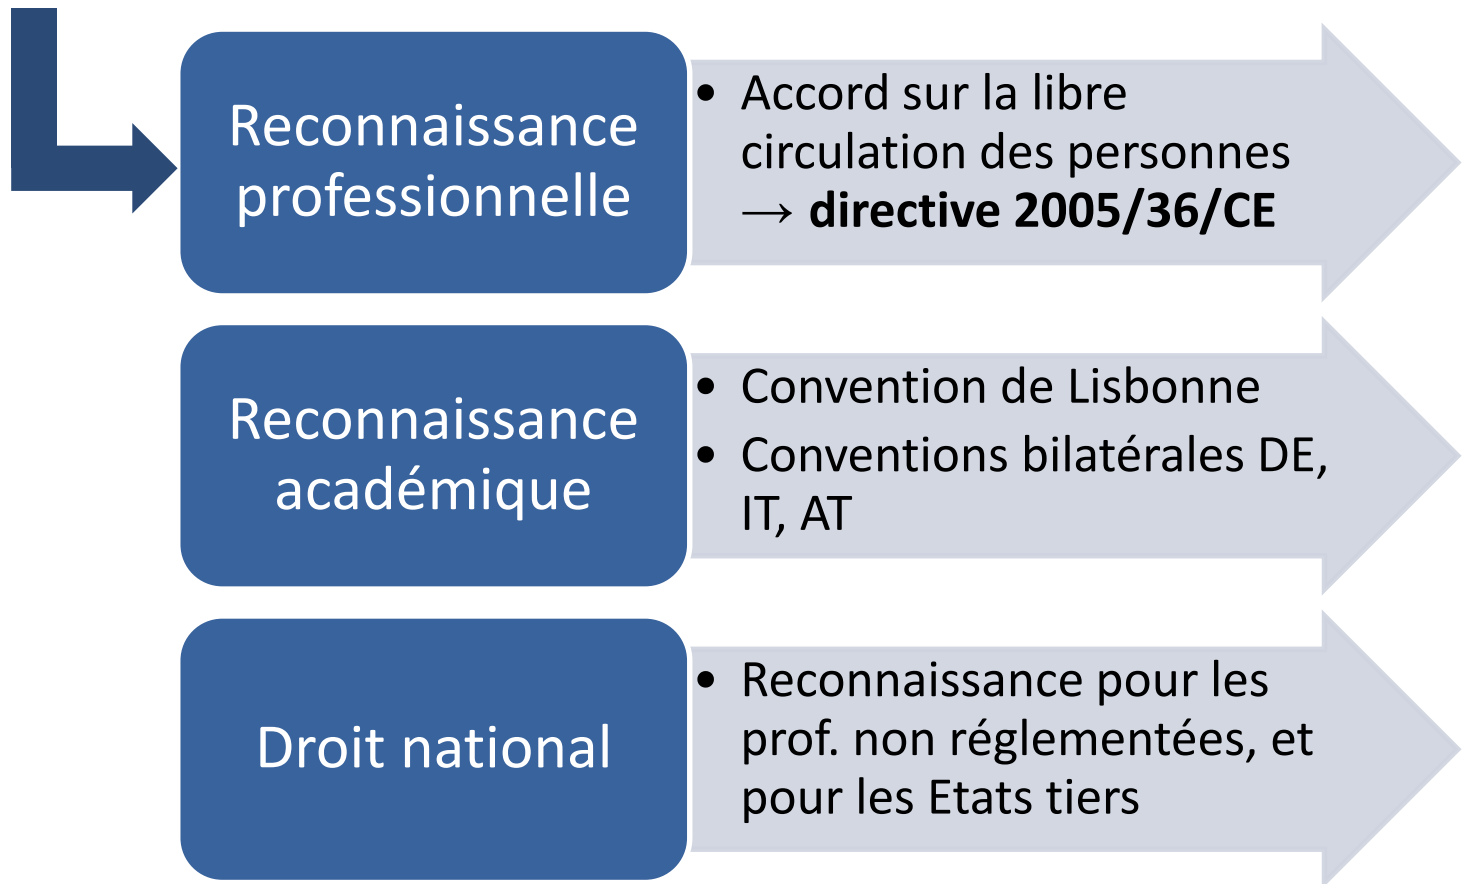 Reconnaissance
professionnelle
• Accord sur la libre
circulation des personnes
→ directive 2005/36/CE
Reconnaissance
académique
• Convention de Lisbonne
• Conventions bilatérales DE,
IT, AT
Droit national
• Reconnaissance pour les
prof. non réglementées, et
pour les Etats tiers